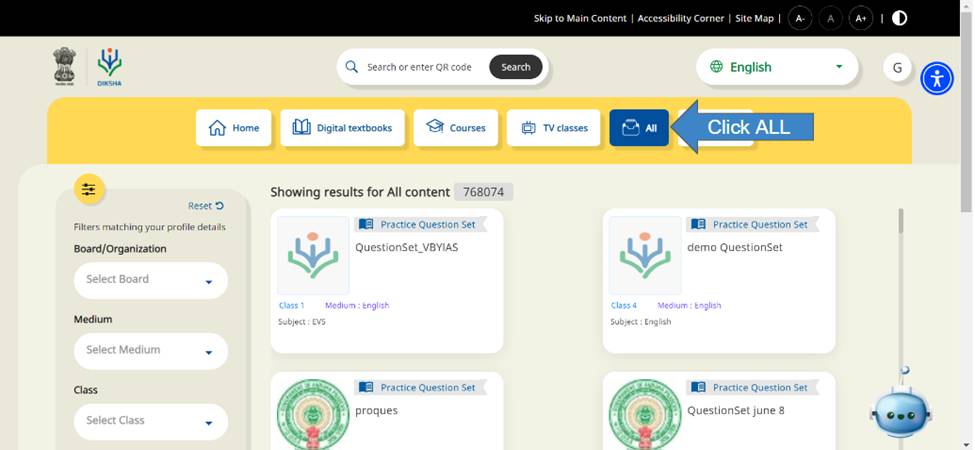 Skip to Main Content | Accessibility Corner | Site Map | A- A A+ |
DIKSHA
Search or enter QR code Search
English
G
Home Digital textbooks Courses TV classes All Click ALL
Showing results for All content 768074
Reset
Filters matching your profile details
Board/Organization
Select Board
Medium
Select Medium
Class
Select Class
Practice Question Set
QuestionSet_VBYIAS
Class 1 Medium : English
Subject : EVS
Practice Question Set
demo QuestionSet
Class 4 Medium : English
Subject : English
Practice Question Set
proques
Practice Question Set
QuestionSet june 8